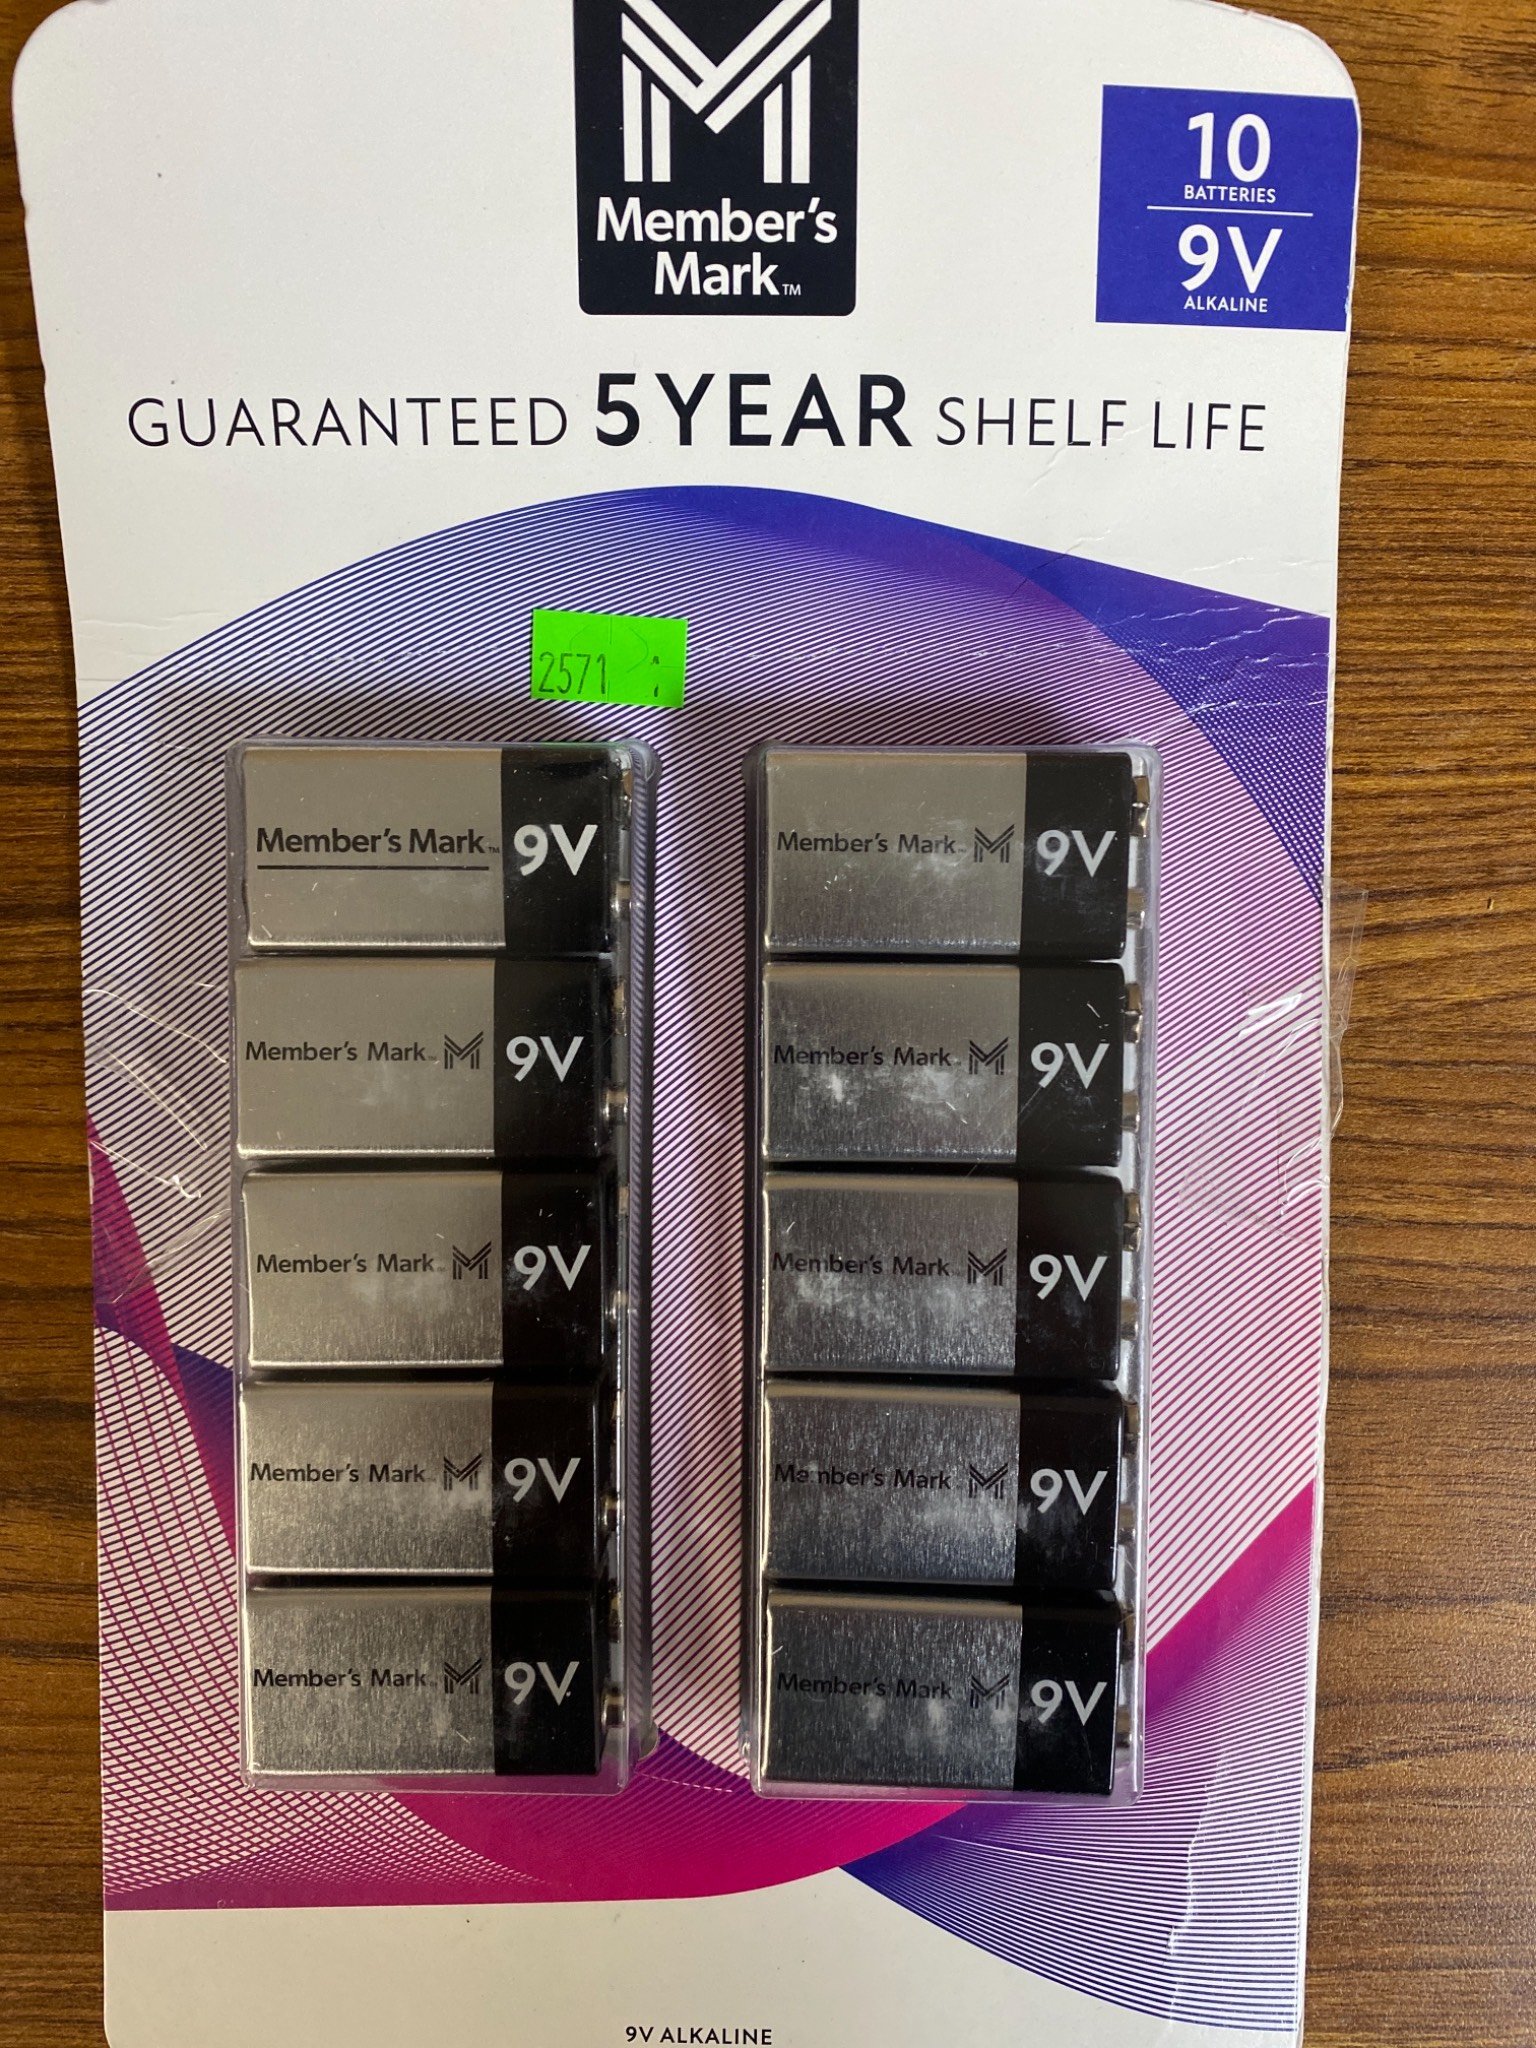 Member's
Mark™
10
BATTERIES
9V
ALKALINE
GUARANTEED 5 YEAR SHELF LIFE
2571
Member's Mark™ 9V
Member's Mark 9V
Member's Mark™ 9V
Member's Mark 9V
Member's Mark 9V
Member's Mark 9V
Member's Mark 9V
Member's Mark 9V
Member's Mark 9V
Member's Mark 9V
9V ALKALINE